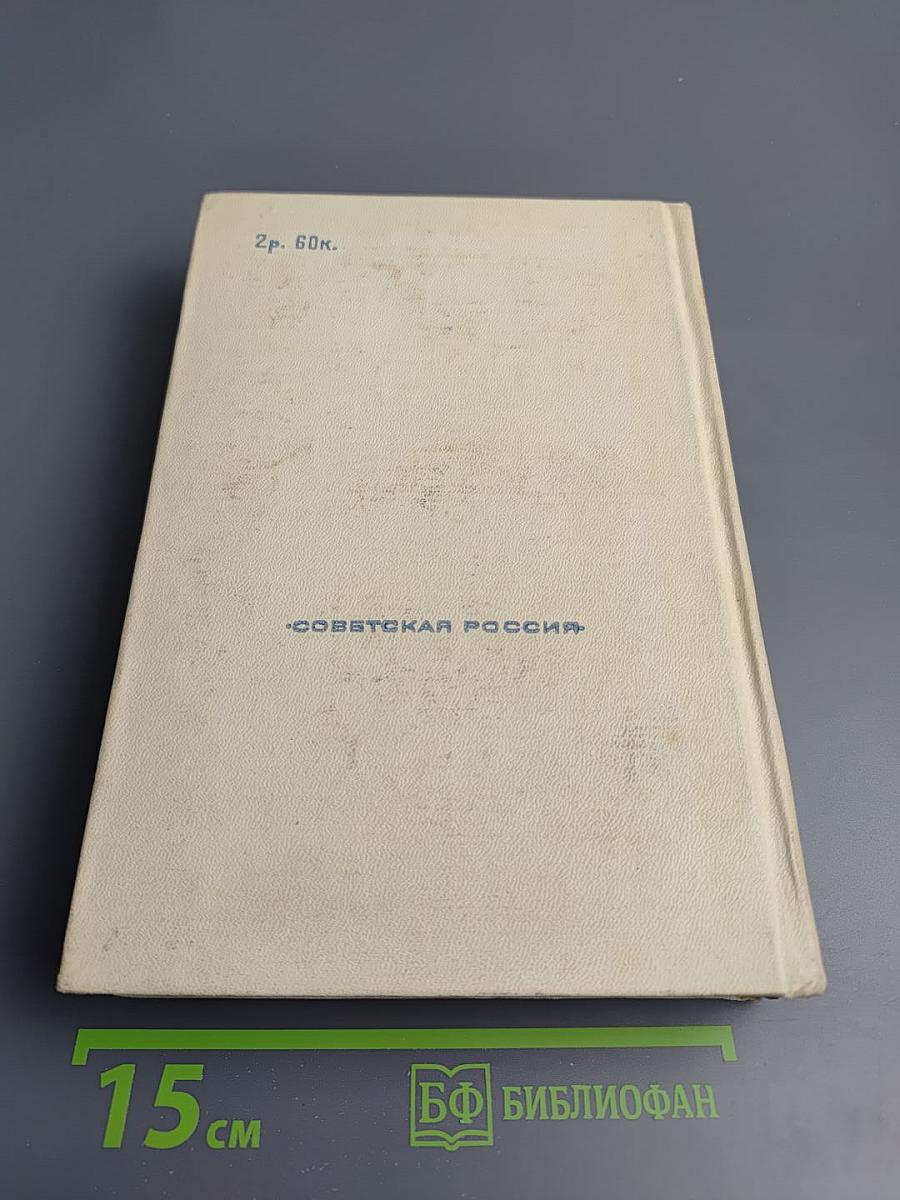 2р. 60к.
·СОВЕТСКАЯ РОССИЯ·
15 см
БФ БИБЛИОФАН